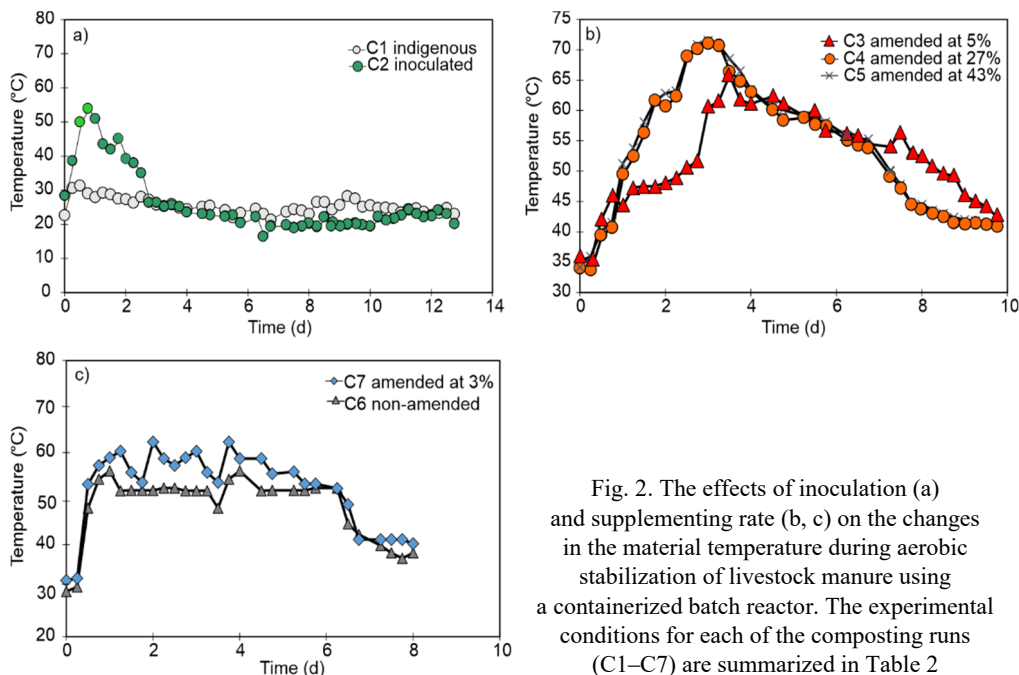 a)
C1 indigenous
C2 inoculated
80
70
60
50
40
30
20
10
0
Temperature (°C)
0 2 4 6 8 10 12 14
Time (d)
b)
C3 amended at 5%
C4 amended at 27%
C5 amended at 43%
75
70
65
60
55
50
45
40
35
30
Temperature (°C)
0 2 4 6 8 10
Time (d)
c)
C7 amended at 3%
C6 non-amended
80
70
60
50
40
30
20
Temperature (°C)
0 2 4 6 8 10
Time (d)
Fig. 2. The effects of inoculation (a)
and supplementing rate (b, c) on the changes
in the material temperature during aerobic
stabilization of livestock manure using
a containerized batch reactor. The experimental
conditions for each of the composting runs
(C1–C7) are summarized in Table 2